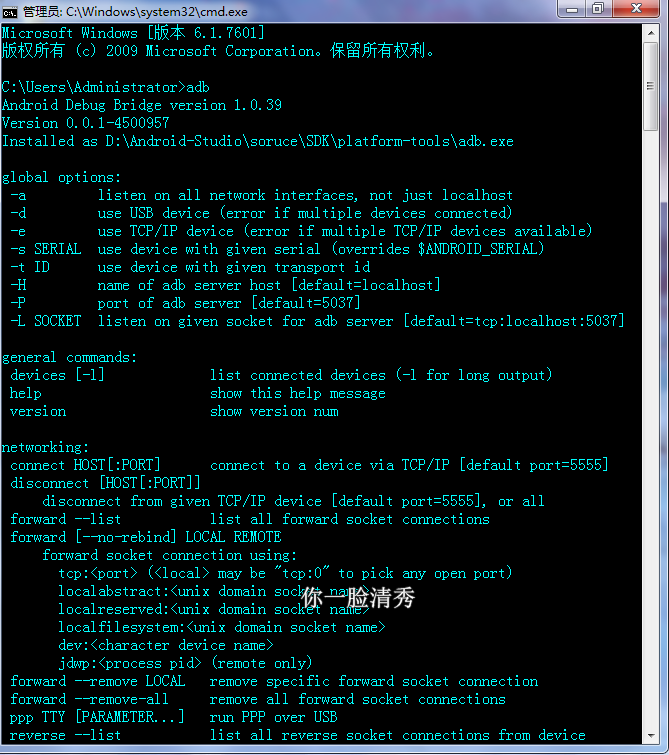 管理员: C:\Windows\system32\cmd.exe
Microsoft Windows [版本 6.1.7601]
版权所有 (c) 2009 Microsoft Corporation。保留所有权利。
C:\Users\Administrator>adb
Android Debug Bridge version 1.0.39
Version 0.0.1-4500957
Installed as D:\Android-Studio\soruce\SDK\platform-tools\adb.exe
global options:
-a listen on all network interfaces, not just localhost
-d use USB device (error if multiple devices connected)
-e use TCP/IP device (error if multiple TCP/IP devices available)
-s SERIAL use device with given serial (overrides $ANDROID_SERIAL)
-t ID use device with given transport id
-H name of adb server host [default=localhost]
-P port of adb server [default=5037]
-L SOCKET listen on given socket for adb server [default=tcp:localhost:5037]
general commands:
devices [-l] list connected devices (-l for long output)
help show this help message
version show version num
networking:
connect HOST[:PORT] connect to a device via TCP/IP [default port=5555]
disconnect [HOST[:PORT]]
disconnect from given TCP/IP device [default port=5555], or all
forward --list list all forward socket connections
forward [--no-rebind] LOCAL REMOTE
forward socket connection using:
tcp:<port> (<local> may be "tcp:0" to pick any open port)
localabstract:<unix domain socket name>
你一脸清秀
localreserved:<unix domain socket name>
localfilesystem:<unix domain socket name>
dev:<character device name>
jdwp:<process pid> (remote only)
forward --remove LOCAL remove specific forward socket connection
forward --remove-all remove all forward socket connections
ppp TTY [PARAMETER...] run PPP over USB
reverse --list list all reverse socket connections from device